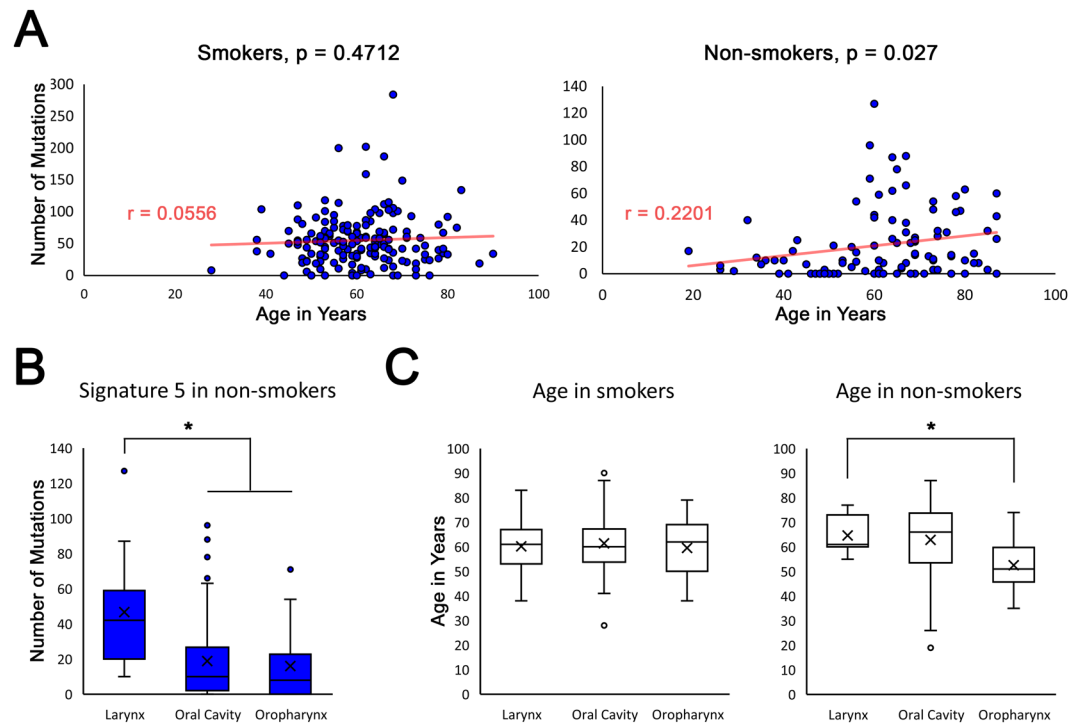 A
Smokers, p = 0.4712
Non-smokers, p = 0.027
Number of Mutations
300
250
200
150
100
50
0
r = 0.0556
0 20 40 60 80 100
Age in Years
140
120
100
80
60
40
20
0
r = 0.2201
0 20 40 60 80 100
Age in Years
B
Signature 5 in non-smokers
*
Number of Mutations
140
120
100
80
60
40
20
0
Larynx Oral Cavity Oropharynx
C
Age in smokers
Age in Years
100
90
80
70
60
50
40
30
20
10
0
Larynx Oral Cavity Oropharynx
Age in non-smokers
*
100
90
80
70
60
50
40
30
20
10
0
Larynx Oral Cavity Oropharynx